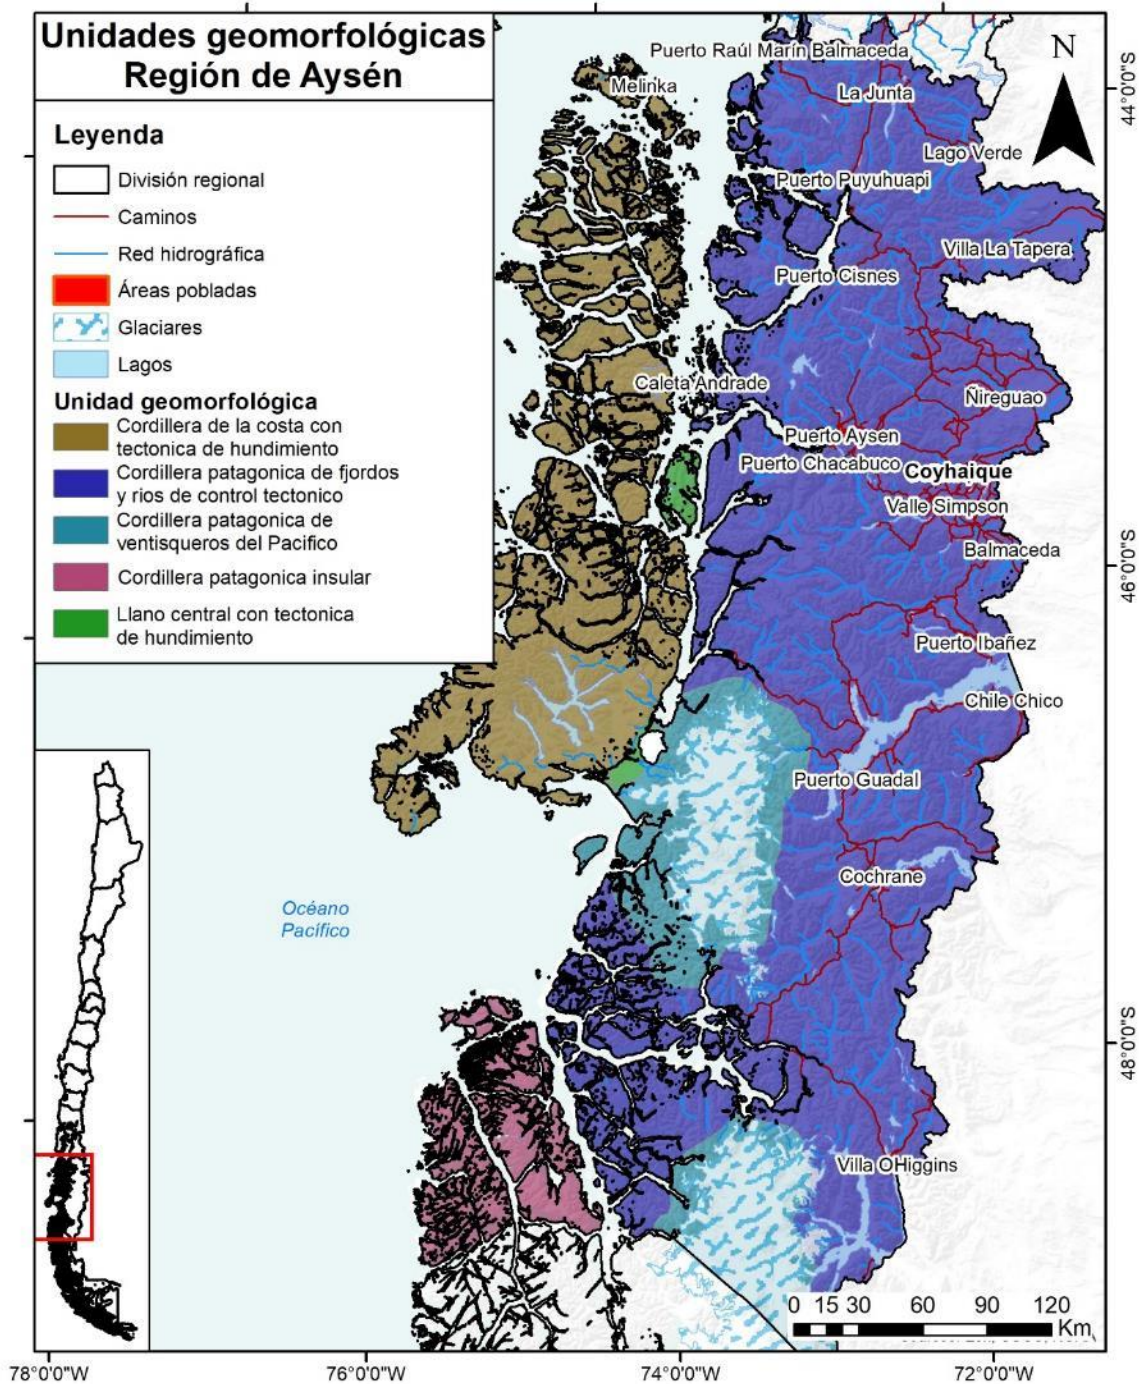 Unidades geomorfológicas
Región de Aysén
Leyenda
División regional
Caminos
Red hidrográfica
Áreas pobladas
Glaciares
Lagos
Unidad geomorfológica
Cordillera de la costa con
tectonica de hundimiento
Cordillera patagonica de fjordos
y rios de control tectonico
Cordillera patagonica de
ventisqueros del Pacifico
Cordillera patagonica insular
Llano central con tectonica
de hundimiento
Puerto Raúl Marín Balmaceda
N
Melinka
La Junta
Lago Verde
Puerto Puyuhuapi
Villa La Tapera
Puerto Cisnes
Caleta Andrade
Ñireguao
Puerto Aysen
Puerto Chacabuco
Coyhaique
Valle Simpson
Balmaceda
Puerto Ibañez
Chile Chico
Puerto Guadal
Cochrane
Océano
Pacífico
Villa OHiggins
44°0'0"S
46°0'0"S
48°0'0"S
0 15 30 60 90 120
Km
78°0'0"W 76°0'0"W 74°0'0"W 72°0'0"W